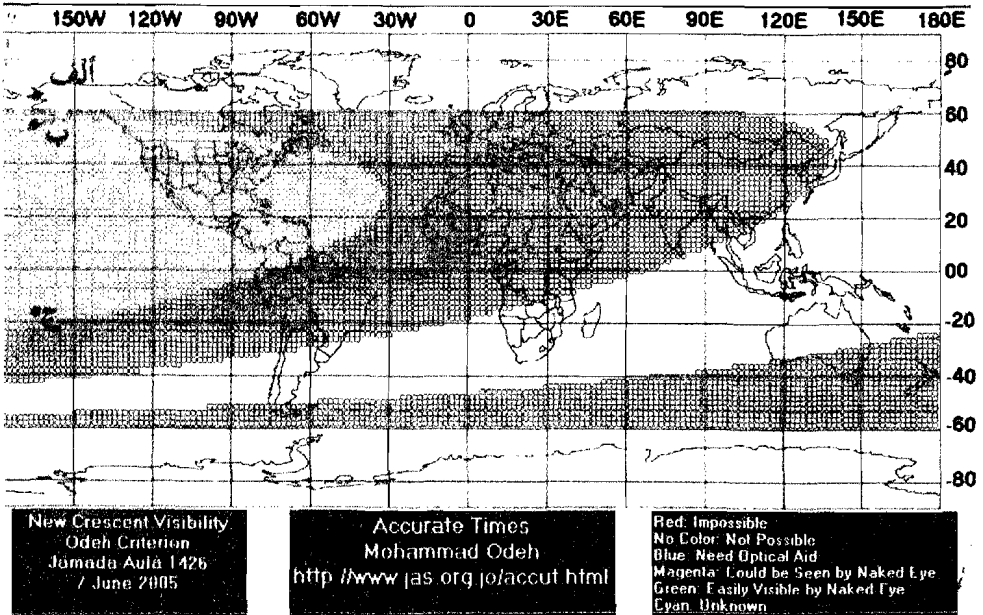 150W 120W 90W 60W 30W 0 30E 60E 90E 120E 150E 180E
80
ألف
60
ب
40
20
00
-20
-40
-60
-80
New Crescent Visibility
Odeh Criterion
Jamada Aula 1426
7 June 2005
Accurate Times
Mohammad Odeh
http://www.jas.org.jo/accut.html
Red: Impossible
No Color: Not Possible
Blue: Need Optical Aid
Magenta: Could be Seen by Naked Eye
Green: Easily Visible by Naked Eye
Cyan: Unknown